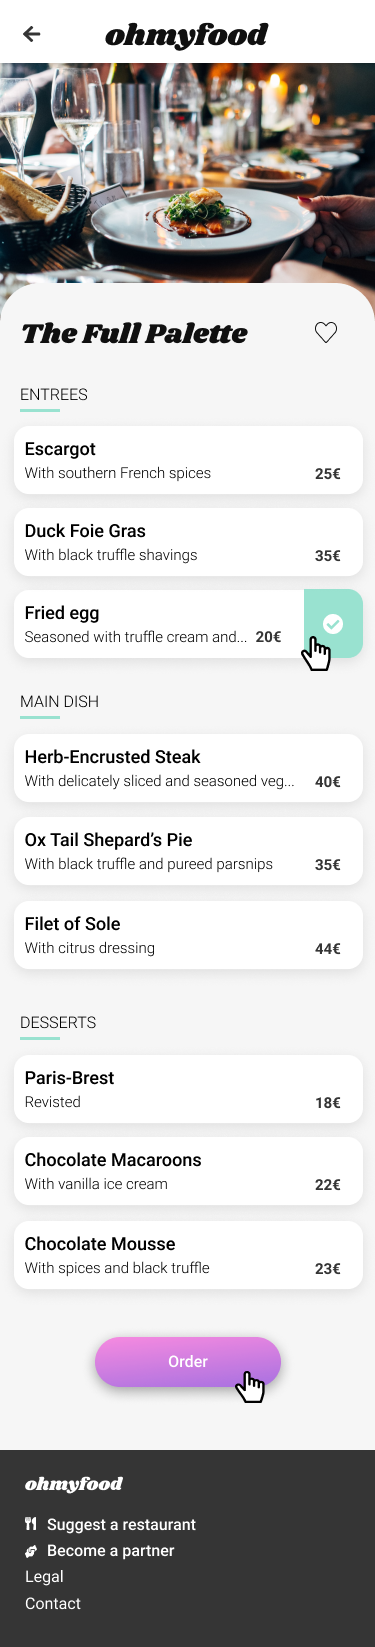 ohmyfood
The Full Palette
ENTREES
Escargot
With southern French spices 25€
Duck Foie Gras
With black truffle shavings 35€
Fried egg
Seasoned with truffle cream and... 20€
MAIN DISH
Herb-Encrusted Steak
With delicately sliced and seasoned veg... 40€
Ox Tail Shepard’s Pie
With black truffle and pureed parsnips 35€
Filet of Sole
With citrus dressing 44€
DESSERTS
Paris-Brest
Revisted 18€
Chocolate Macaroons
With vanilla ice cream 22€
Chocolate Mousse
With spices and black truffle 23€
Order
ohmyfood
Suggest a restaurant
Become a partner
Legal
Contact